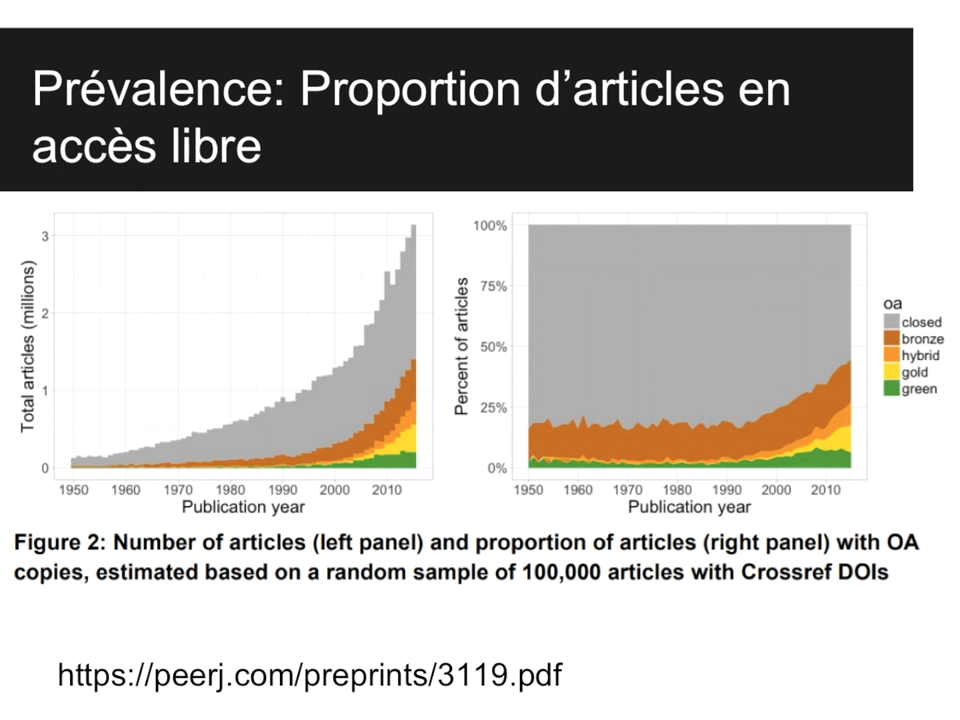 Prévalence: Proportion d’articles en
accès libre
Total articles (millions)
3
2
1
0
1950 1960 1970 1980 1990 2000 2010
Publication year
Percent of articles
100%
75%
50%
25%
0%
1950 1960 1970 1980 1990 2000 2010
Publication year
oa
closed
bronze
hybrid
gold
green
Figure 2: Number of articles (left panel) and proportion of articles (right panel) with OA
copies, estimated based on a random sample of 100,000 articles with Crossref DOIs
https://peerj.com/preprints/3119.pdf